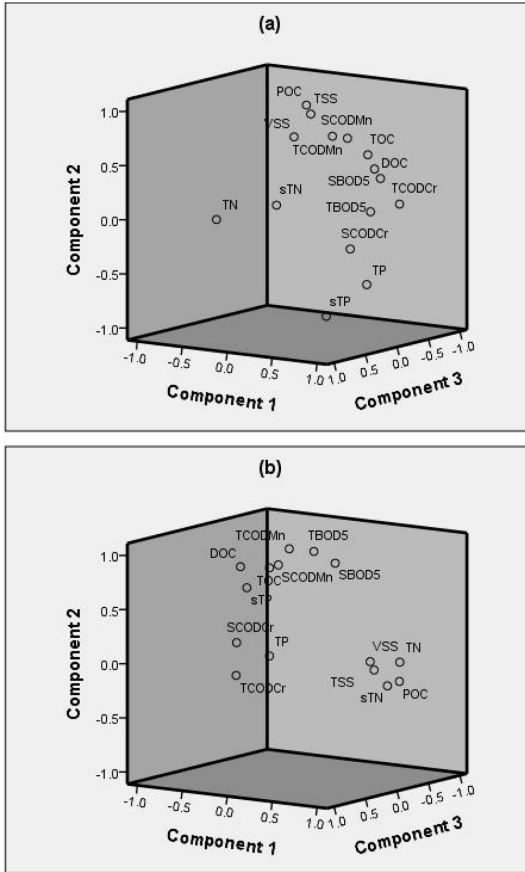 (a)
POC TSS
SCODMn
VSS
TCODMn TOC
DOC
SBOD5
sTN TCODCr
TN TBOD5
SCODCr
TP
sTP
Component 2
1.0
0.5
0.0
-0.5
-1.0
-1.0 -0.5 0.0 0.5 1.0
Component 1
1.0 0.5 0.0 -0.5 -1.0
Component 3
(b)
TCODMn TBOD5
DOC
TOC SCODMn SBOD5
sTP
SCODCr
TP VSS TN
TCODCr TSS
sTN POC
Component 2
1.0
0.5
0.0
-0.5
-1.0
-1.0 -0.5 0.0 0.5 1.0
Component 1
1.0 0.5 0.0 -0.5 -1.0
Component 3